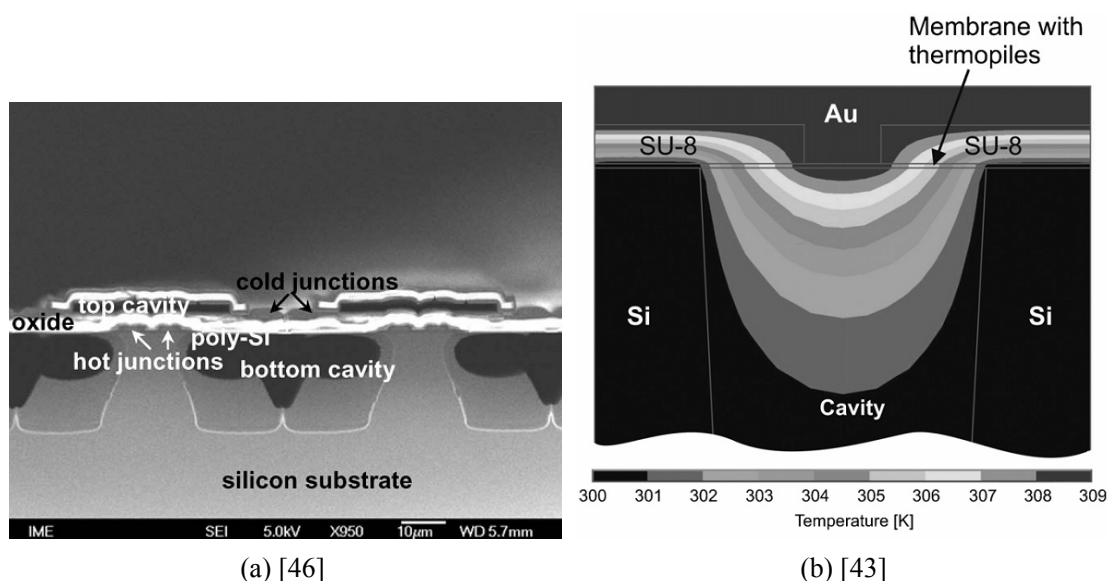 cold junctions
top cavity
oxide
poly-Si
hot junctions
bottom cavity
silicon substrate
IME SEI 5.0kV X950 10μm WD 5.7mm
(a) [46]
Membrane with
thermopiles
Au
SU-8 SU-8
Si Si
Cavity
300 301 302 303 304 305 306 307 308 309
Temperature [K]
(b) [43]